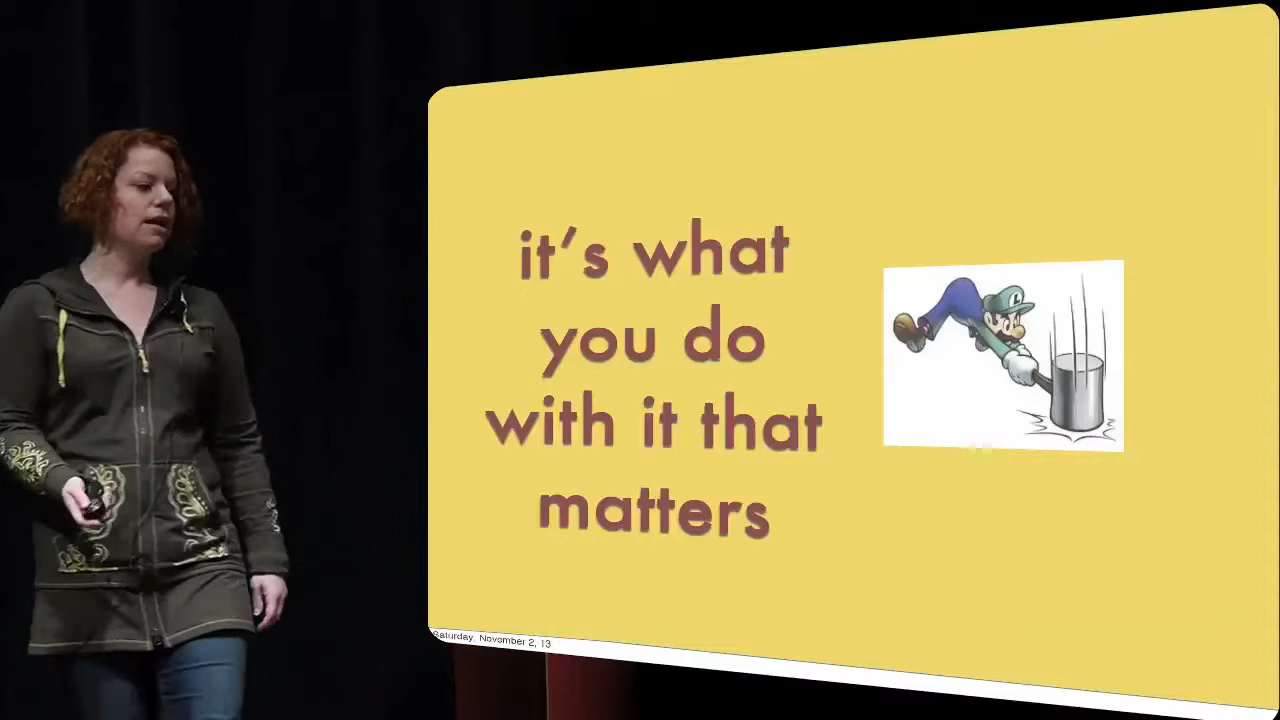 it's what
you do
with it that
matters
L
Saturday, November 2, 13